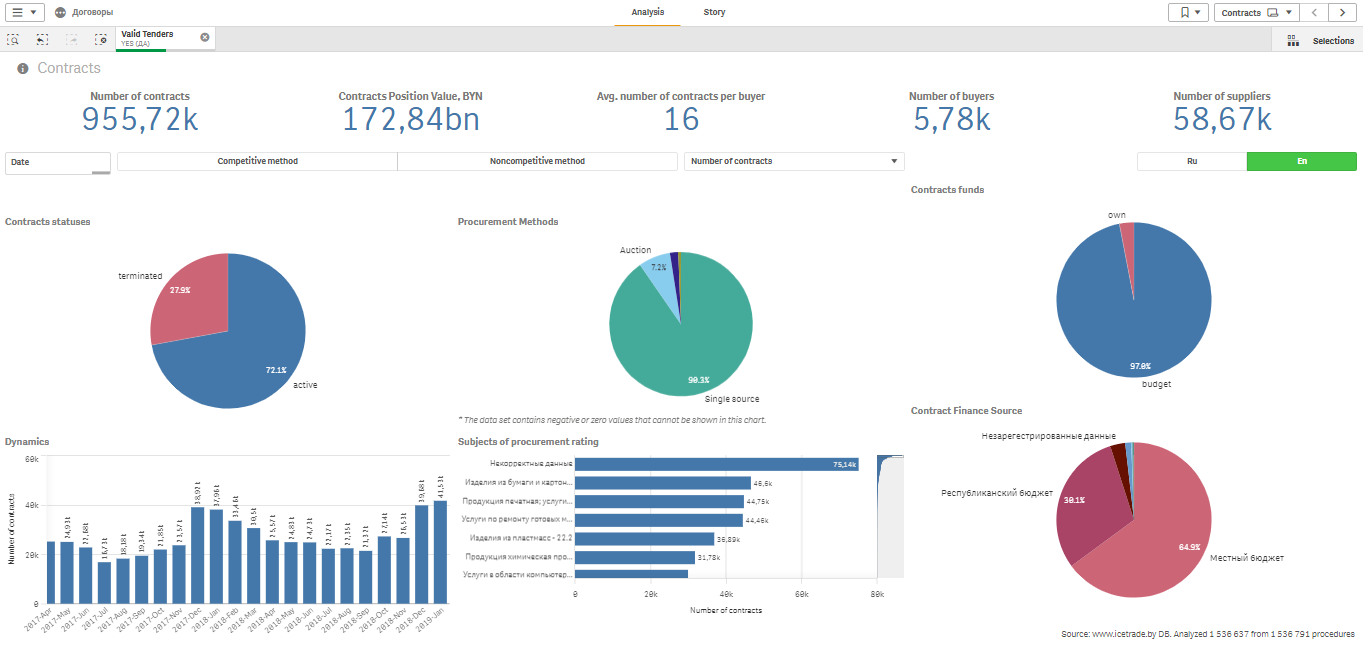 Договоры
Analysis
Story
Contracts
Valid Tenders
YES (ДА)
Selections
Contracts
Number of contracts
955,72k
Contracts Position Value, BYN
172,84bn
Avg. number of contracts per buyer
16
Number of buyers
5,78k
Number of suppliers
58,67k
Date
Competitive method
Noncompetitive method
Number of contracts
Ru
En
Contracts statuses
terminated
27.9%
72.1%
active
Procurement Methods
Auction
7.2%
90.3%
Single source
* The data set contains negative or zero values that cannot be shown in this chart.
Contracts funds
own
97.0%
budget
Dynamics
Number of contracts
60k
40k
20k
0
24,93k
22,88k
16,73k
18,18k
19,34k
21,85k
23,57k
38,92k
37,96k
33,46k
30,5k
25,57k
24,83k
24,73k
22,17k
22,35k
21,32k
27,14k
26,53k
39,68k
41,53k
2017-Apr
2017-May
2017-Jun
2017-Jul
2017-Aug
2017-Sep
2017-Oct
2017-Nov
2017-Dec
2018-Jan
2018-Feb
2018-Mar
2018-Apr
2018-May
2018-Jun
2018-Jul
2018-Aug
2018-Sep
2018-Oct
2018-Nov
2018-Dec
2019-Jan
Subjects of procurement rating
Некорректные данные
75,14k
Изделия из бумаги и картон...
46,6k
Продукция печатная; услуги...
44,75k
Услуги по ремонту готовых м...
44,46k
Изделия из пластмасс - 22.2
36,89k
Продукция химическая про...
31,78k
Услуги в области компьютер...
0
20k
40k
60k
80k
Number of contracts
Contract Finance Source
Незарегестрированные данные
Республиканский бюджет
30.1%
64.9%
Местный бюджет
Source: www.icetrade.by DB. Analyzed 1 536 637 from 1 536 791 procedures